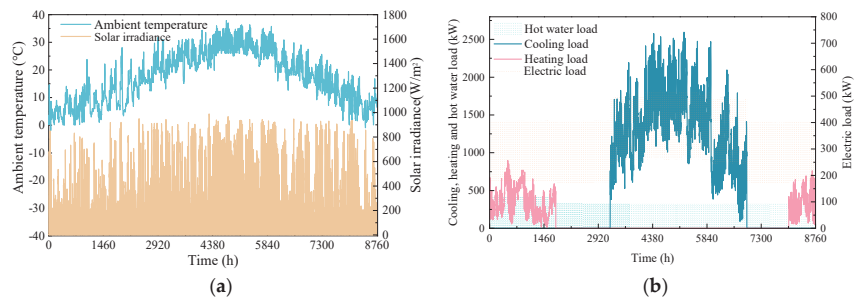 Ambient temperature
Solar irradiance
Ambient temperature (°C)
40
30
20
10
0
-10
-20
-30
-40
1800
1600
1400
1200
1000
800
600
400
200
0
Solar irradiance(W/m²)
0 1460 2920 4380 5840 7300 8760
Time (h)
(a)
Hot water load
Cooling load
Heating load
Electric load
Cooling, heating and hot water load (kW)
2500
2000
1500
1000
500
0
800
700
600
500
400
300
200
100
0
Electric load (kW)
0 1460 2920 4380 5840 7300 8760
Time (h)
(b)